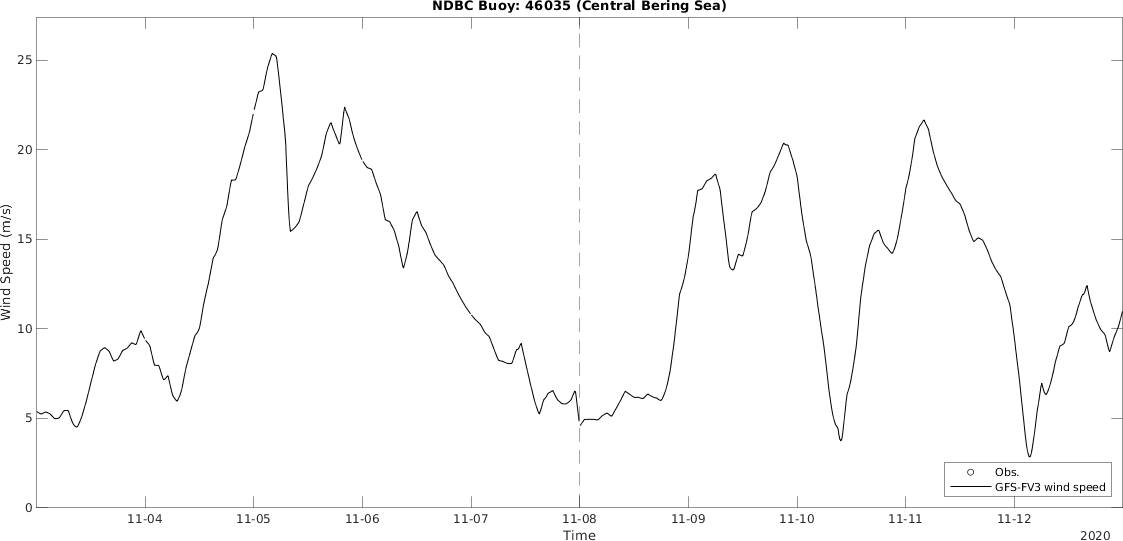 NDBC Buoy: 46035 (Central Bering Sea)
25
20
15
10
5
0
Wind Speed (m/s)
11-04 11-05 11-06 11-07 11-08 11-09 11-10 11-11 11-12
Time
2020
Obs.
GFS-FV3 wind speed